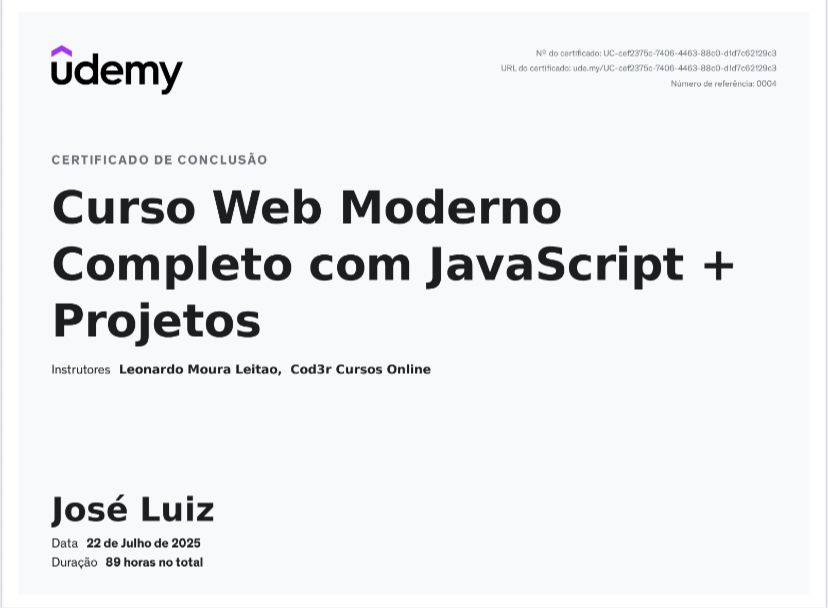 udemy
Nº do certificado: UC-cef2375c-7406-4463-88c0-d1d7c62129c3
URL do certificado: ude.my/UC-cef2375c-7406-4463-88c0-d1d7c62129c3
Número de referência: 0004
CERTIFICADO DE CONCLUSÃO
Curso Web Moderno
Completo com JavaScript +
Projetos
Instrutores Leonardo Moura Leitao, Cod3r Cursos Online
José Luiz
Data 22 de Julho de 2025
Duração 89 horas no total